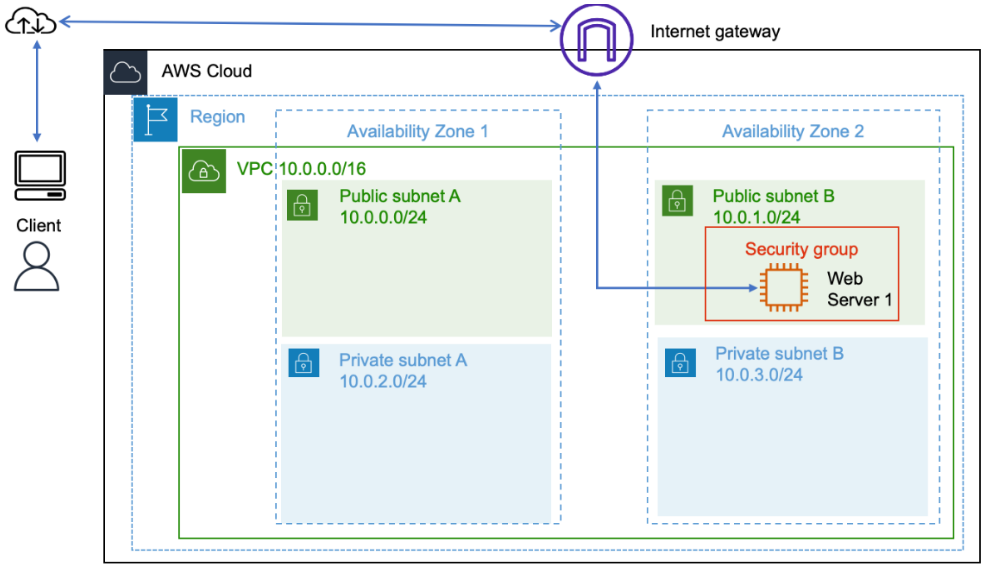 Internet gateway
AWS Cloud
Region
Availability Zone 1
Availability Zone 2
VPC 10.0.0.0/16
Public subnet A
10.0.0.0/24
Public subnet B
10.0.1.0/24
Client
Security group
Web
Server 1
Private subnet A
10.0.2.0/24
Private subnet B
10.0.3.0/24